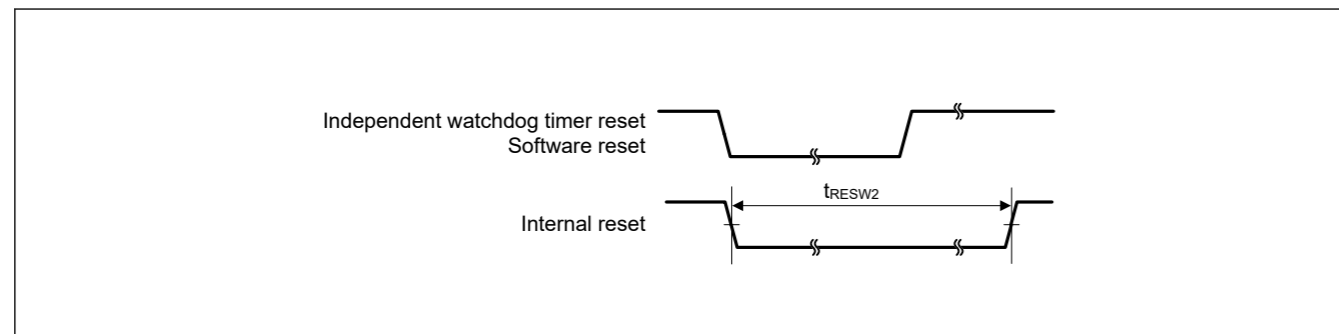 Independent watchdog timer reset
Software reset
tRESW2
Internal reset